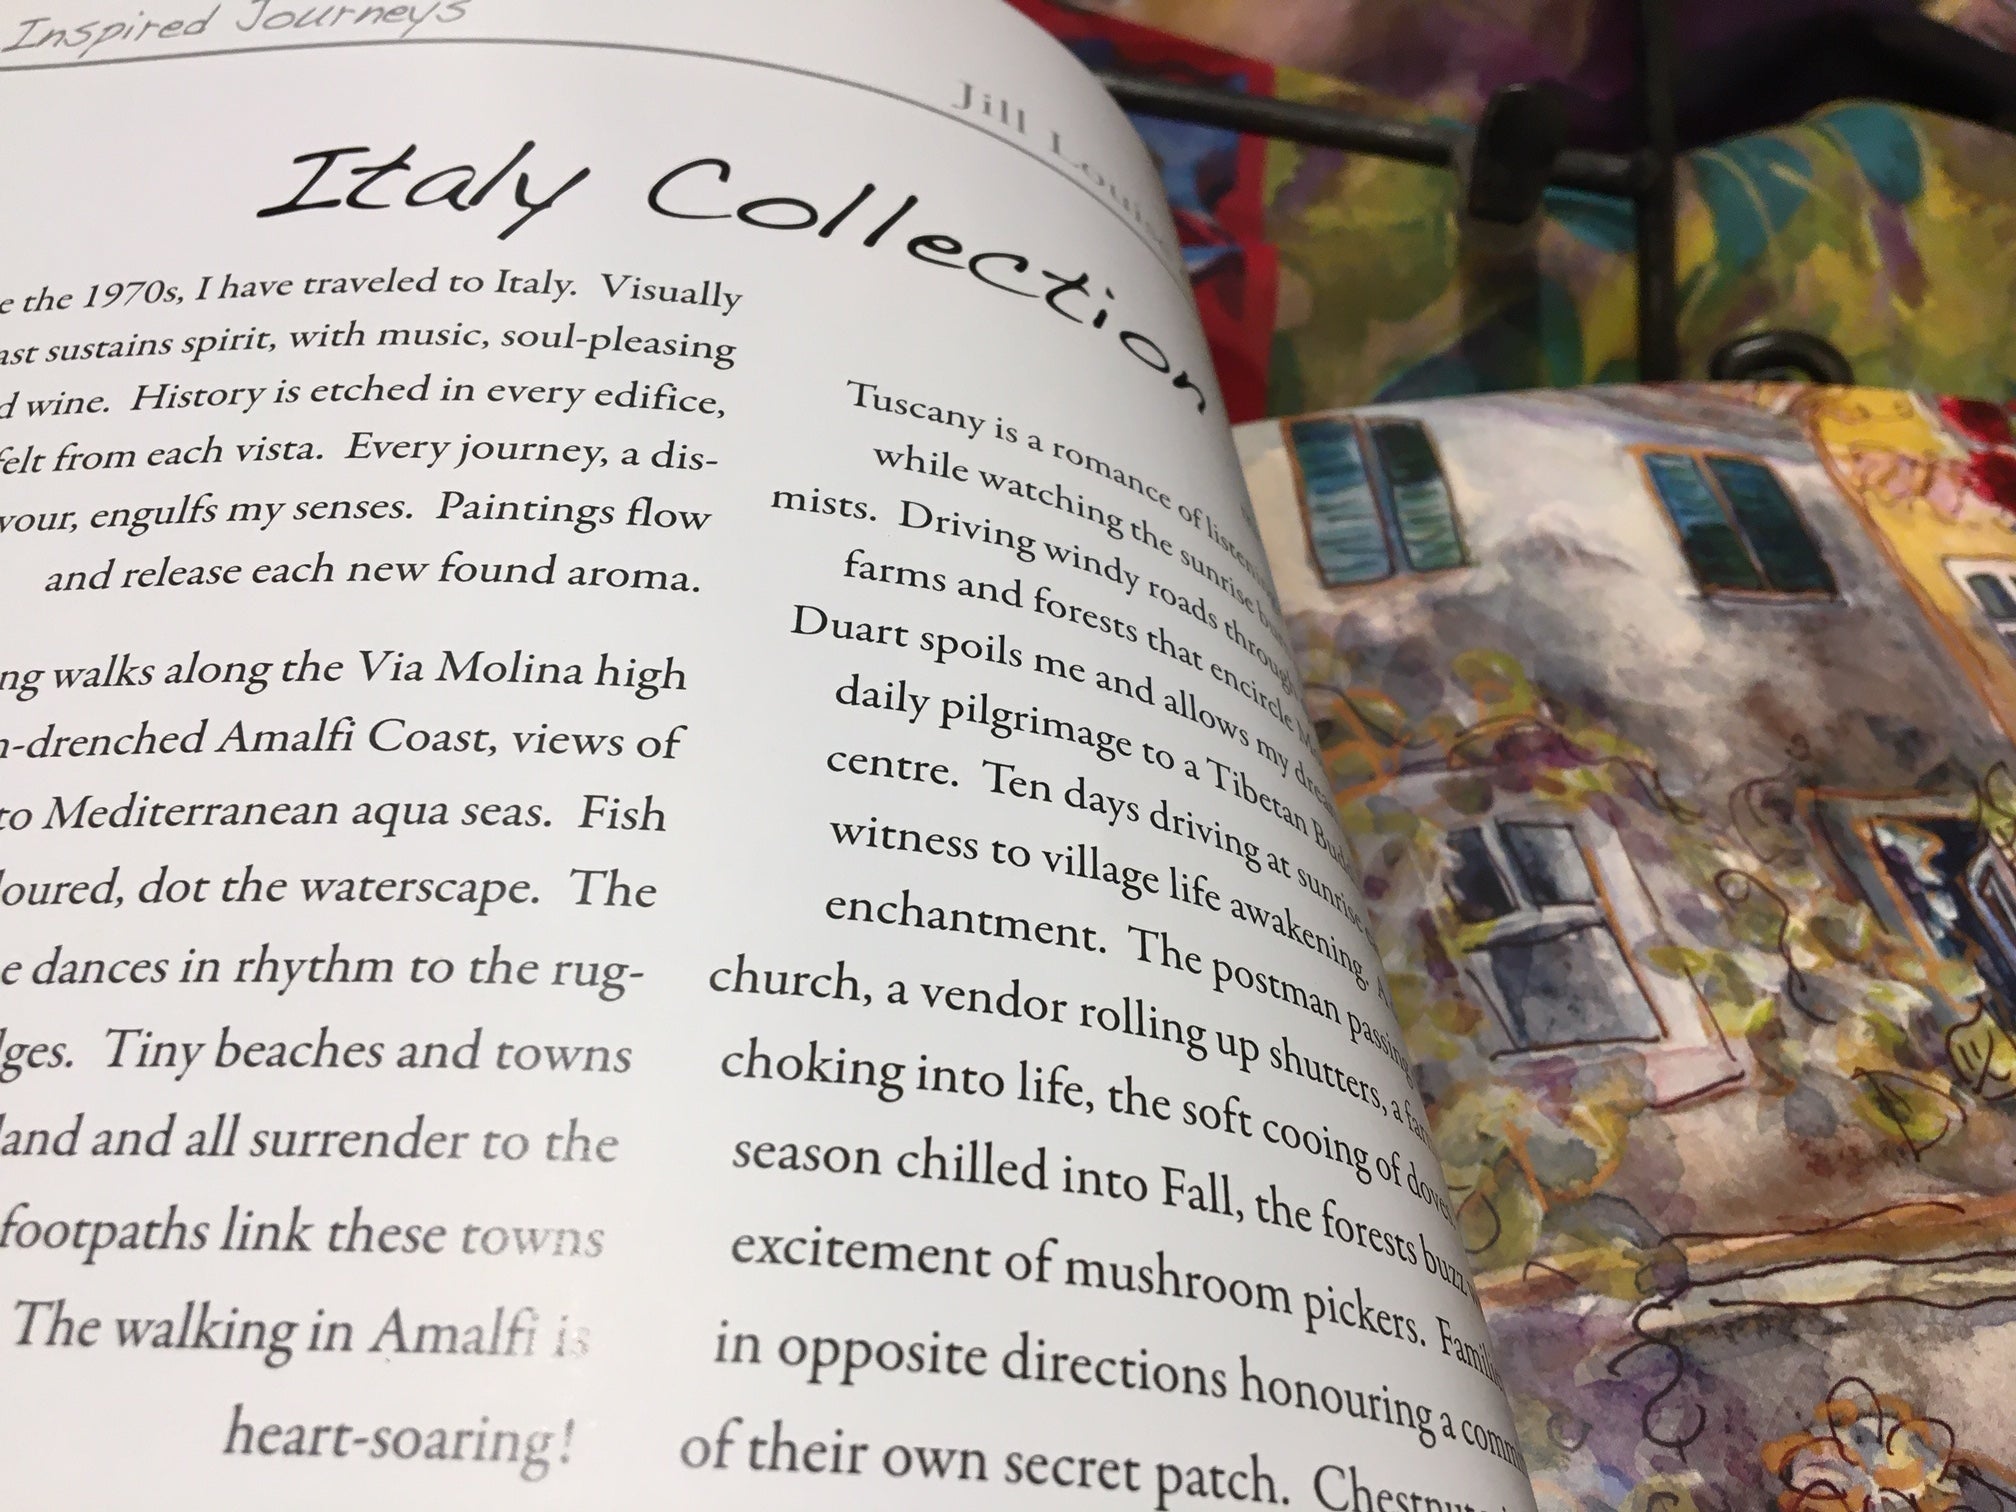 Inspired Journeys
Jill Louise
Italy Collection
the 1970s, I have traveled to Italy. Visually
sustains spirit, with music, soul-pleasing
wine. History is etched in every edifice,
felt from each vista. Every journey, a dis-
engulfs my senses. Paintings flow
and release each new found aroma.
walks along the Via Molina high
Amalfi Coast, views of
to Mediterranean aqua seas. Fish
dot the waterscape. The
dances in rhythm to the rug-
Tiny beaches and towns
and all surrender to the
footpaths link these towns
The walking in Amalfi is
heart-soaring!
Tuscany is a romance of
while watching the sunrise
mists. Driving windy roads through
farms and forests that encircle
Duart spoils me and allows my
daily pilgrimage to a Tibetan
centre. Ten days driving at sunrise
witness to village life awakening.
enchantment. The postman passing
church, a vendor rolling up shutters, a
choking into life, the soft cooing of
season chilled into Fall, the forests buzz
excitement of mushroom pickers.
in opposite directions honouring a
of their own secret patch.